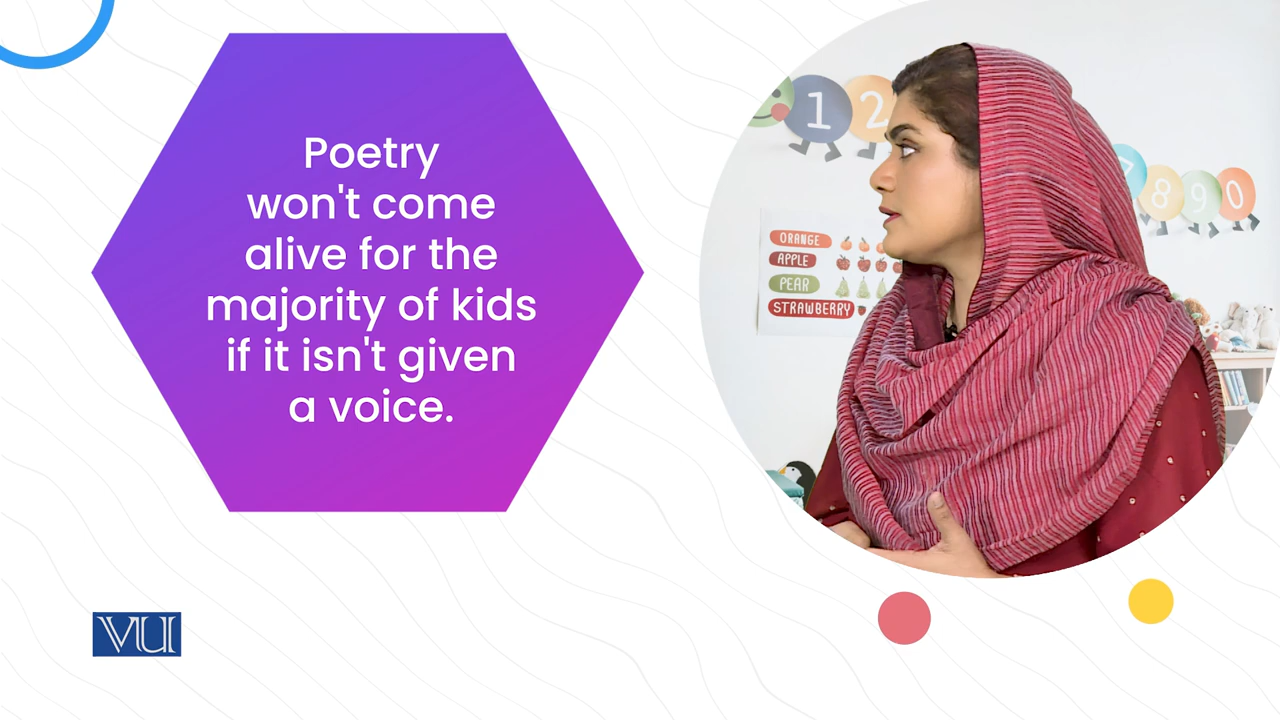 Poetry
won't come
alive for the
majority of kids
if it isn't given
a voice.
1 2
7 8 9 0
ORANGE
APPLE
PEAR
STRAWBERRY
VU